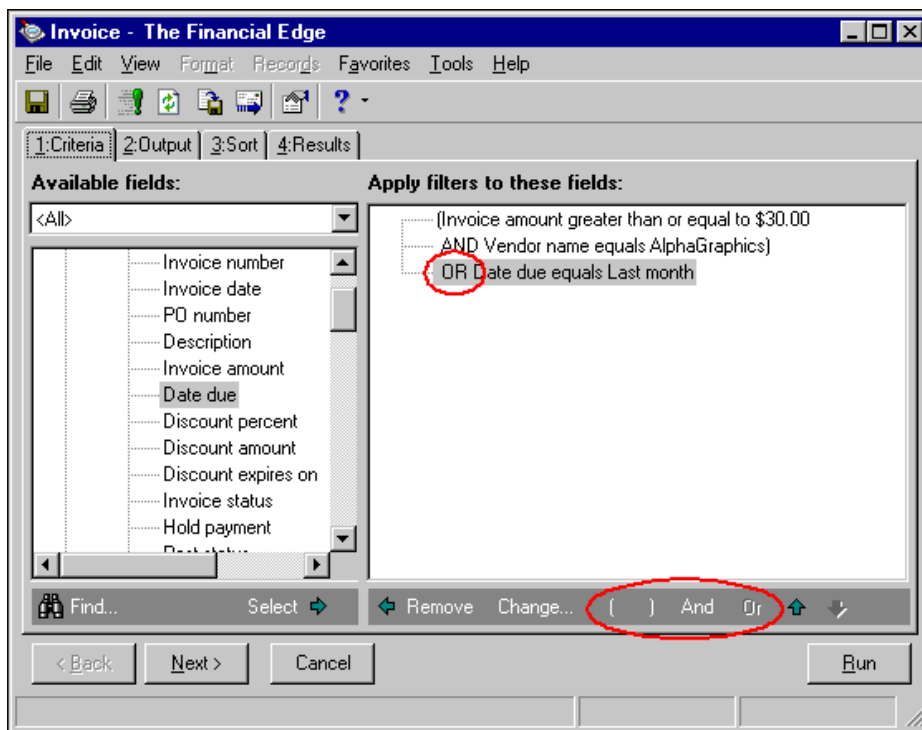 Invoice - The Financial Edge
File Edit View Format Records Favorites Tools Help
1:Criteria 2:Output 3:Sort 4:Results
Available fields: Apply filters to these fields:
<All>
(Invoice amount greater than or equal to $30.00
AND Vendor name equals AlphaGraphics)
OR Date due equals Last month
Invoice number
Invoice date
PO number
Description
Invoice amount
Date due
Discount percent
Discount amount
Discount expires on
Invoice status
Hold payment
Find... Select Remove Change... ( ) And Or
< Back Next > Cancel Run